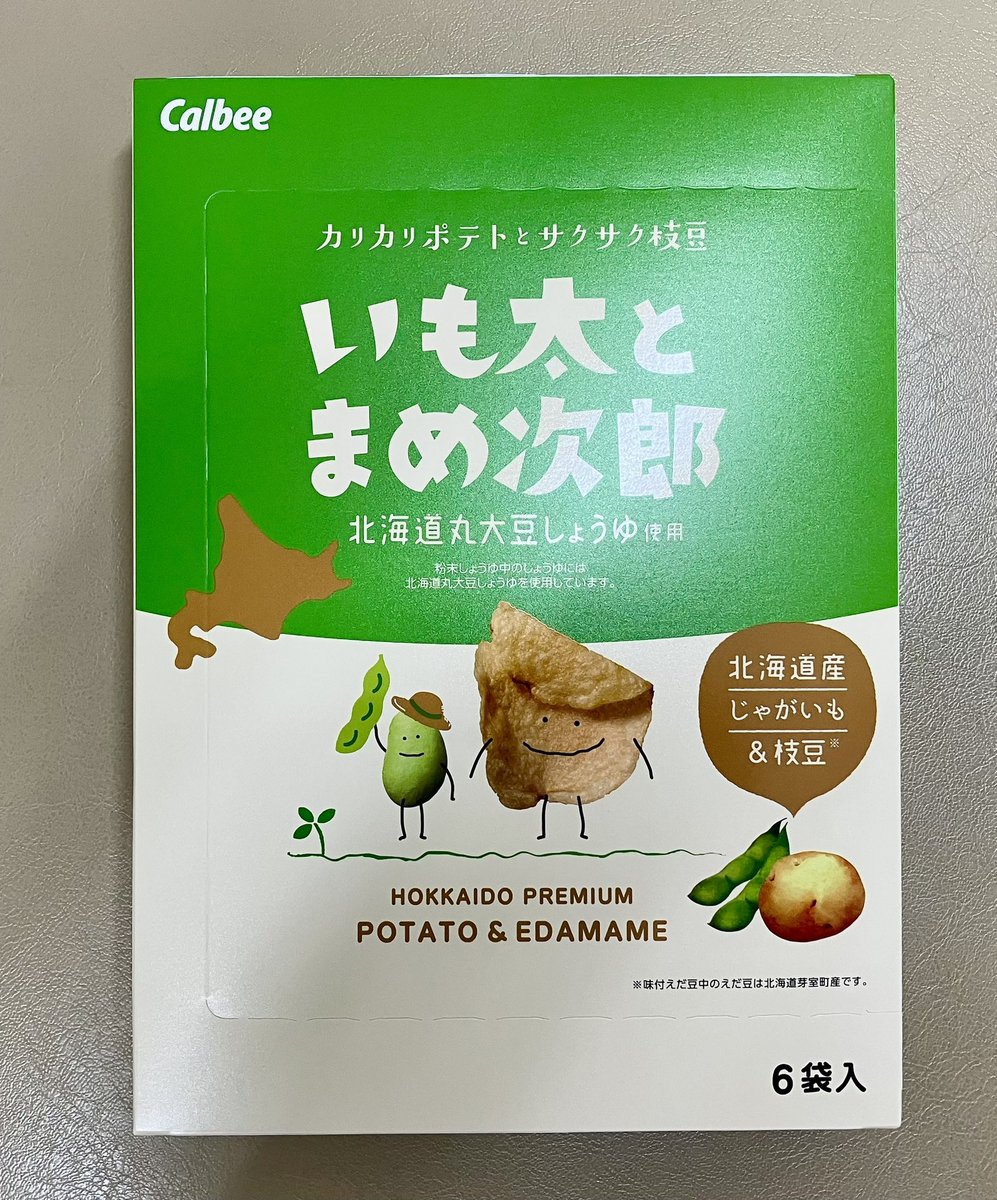 Calbee
カリカリポテトとサクサク枝豆
いも太と
まめ次郎
北海道丸大豆しょうゆ使用
粉末しょうゆ中のしょうゆには
北海道丸大豆しょうゆを使用しています。
北海道産
じゃがいも
&枝豆※
HOKKAIDO PREMIUM
POTATO & EDAMAME
※味付えだ豆中のえだ豆は北海道芽室町産です。
6袋入